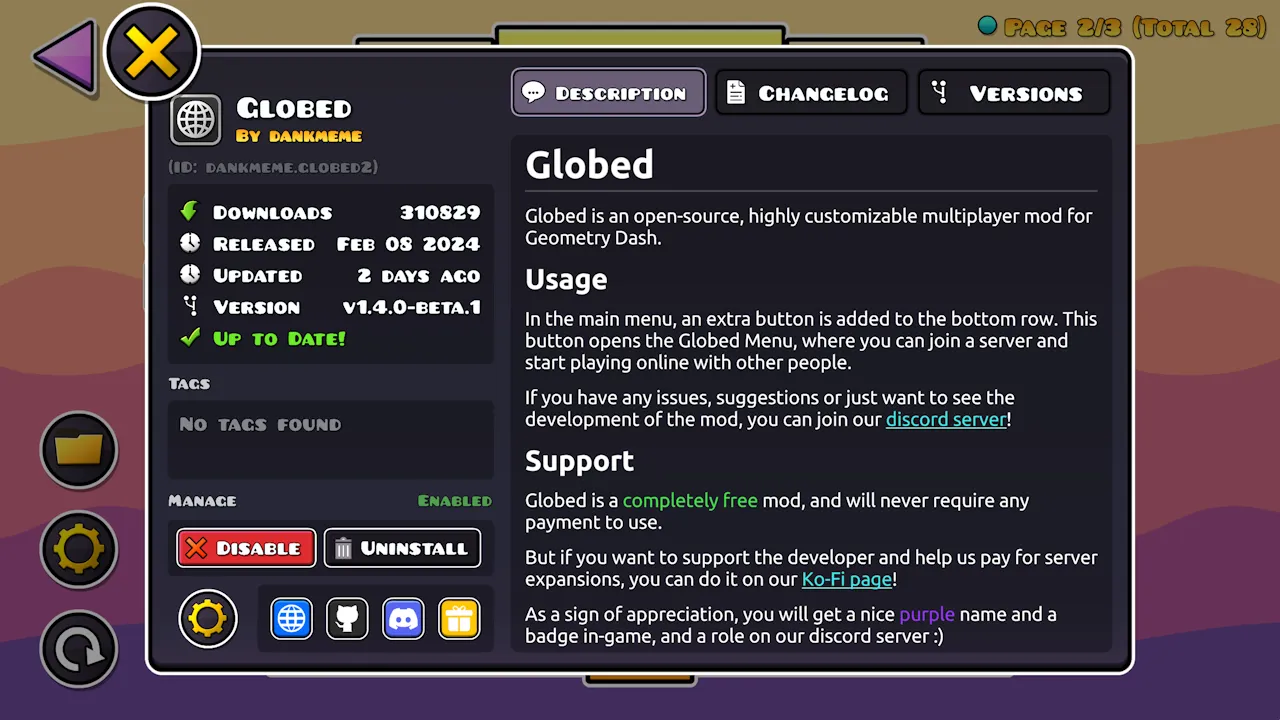 Page 2/3 (Total 28)
Globed
By dankmeme
(ID: dankmeme.globed2)
Downloads 310829
Released Feb 08 2024
Updated 2 days ago
Version v1.4.0-beta.1
Up to Date!
Tags
No tags found
Manage Enabled
Disable Uninstall
Description Changelog Versions
Globed
Globed is an open-source, highly customizable multiplayer mod for
Geometry Dash.
Usage
In the main menu, an extra button is added to the bottom row. This
button opens the Globed Menu, where you can join a server and
start playing online with other people.
If you have any issues, suggestions or just want to see the
development of the mod, you can join our discord server!
Support
Globed is a completely free mod, and will never require any
payment to use.
But if you want to support the developer and help us pay for server
expansions, you can do it on our Ko-Fi page!
As a sign of appreciation, you will get a nice purple name and a
badge in-game, and a role on our discord server :)